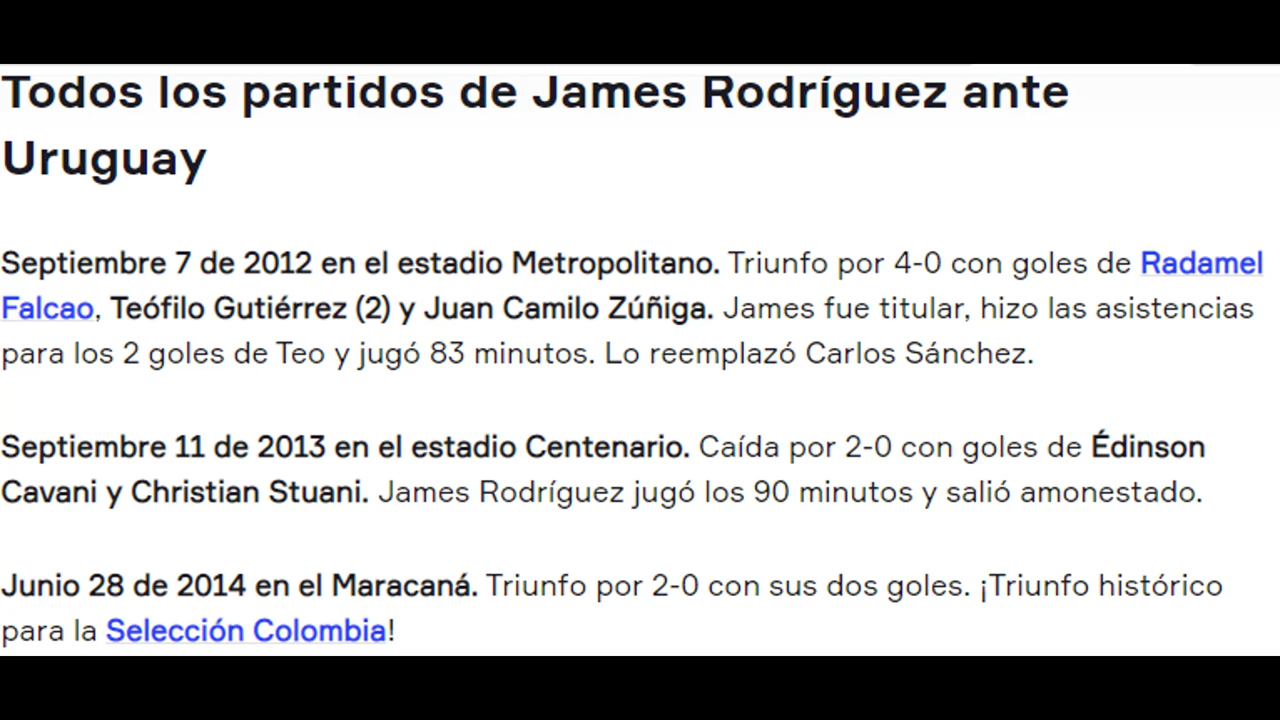 Todos los partidos de James Rodríguez ante
Uruguay
Septiembre 7 de 2012 en el estadio Metropolitano. Triunfo por 4-0 con goles de Radamel
Falcao, Teófilo Gutiérrez (2) y Juan Camilo Zúñiga. James fue titular, hizo las asistencias
para los 2 goles de Teo y jugó 83 minutos. Lo reemplazó Carlos Sánchez.
Septiembre 11 de 2013 en el estadio Centenario. Caída por 2-0 con goles de Édinson
Cavani y Christian Stuani. James Rodríguez jugó los 90 minutos y salió amonestado.
Junio 28 de 2014 en el Maracaná. Triunfo por 2-0 con sus dos goles. ¡Triunfo histórico
para la Selección Colombia!